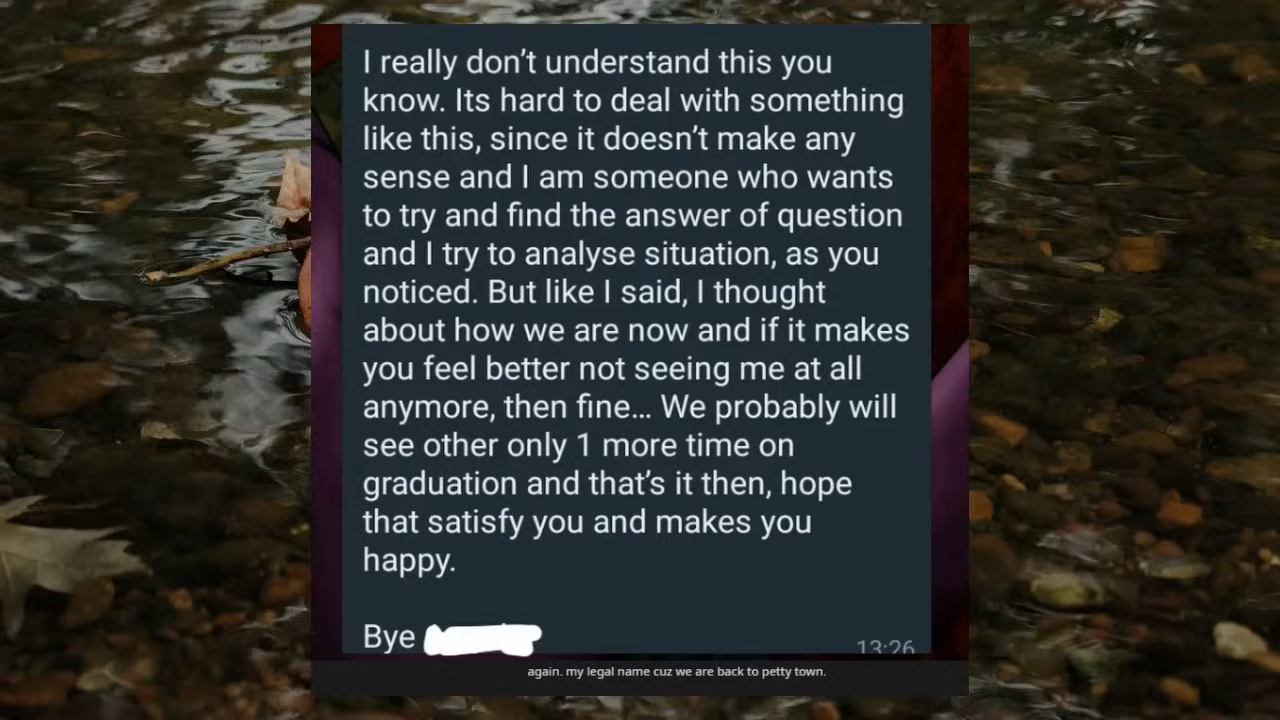 I really don’t understand this you
know. Its hard to deal with something
like this, since it doesn’t make any
sense and I am someone who wants
to try and find the answer of question
and I try to analyse situation, as you
noticed. But like I said, I thought
about how we are now and if it makes
you feel better not seeing me at all
anymore, then fine... We probably will
see other only 1 more time on
graduation and that’s it then, hope
that satisfy you and makes you
happy.
Bye
13:26
again. my legal name cuz we are back to petty town.